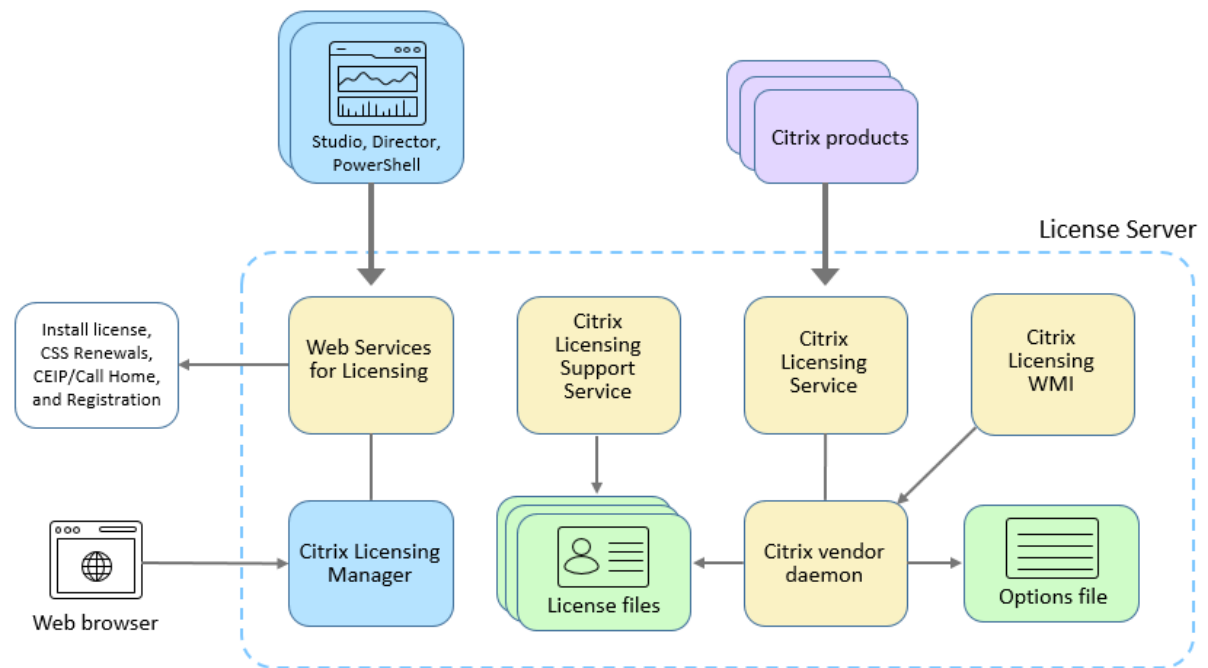 Studio, Director,
PowerShell
Citrix products
License Server
Install license,
CSS Renewals,
CEIP/Call Home,
and Registration
Web Services
for Licensing
Citrix
Licensing
Support
Service
Citrix
Licensing
Service
Citrix
Licensing
WMI
Web browser
Citrix Licensing
Manager
License files
Citrix vendor
daemon
Options file